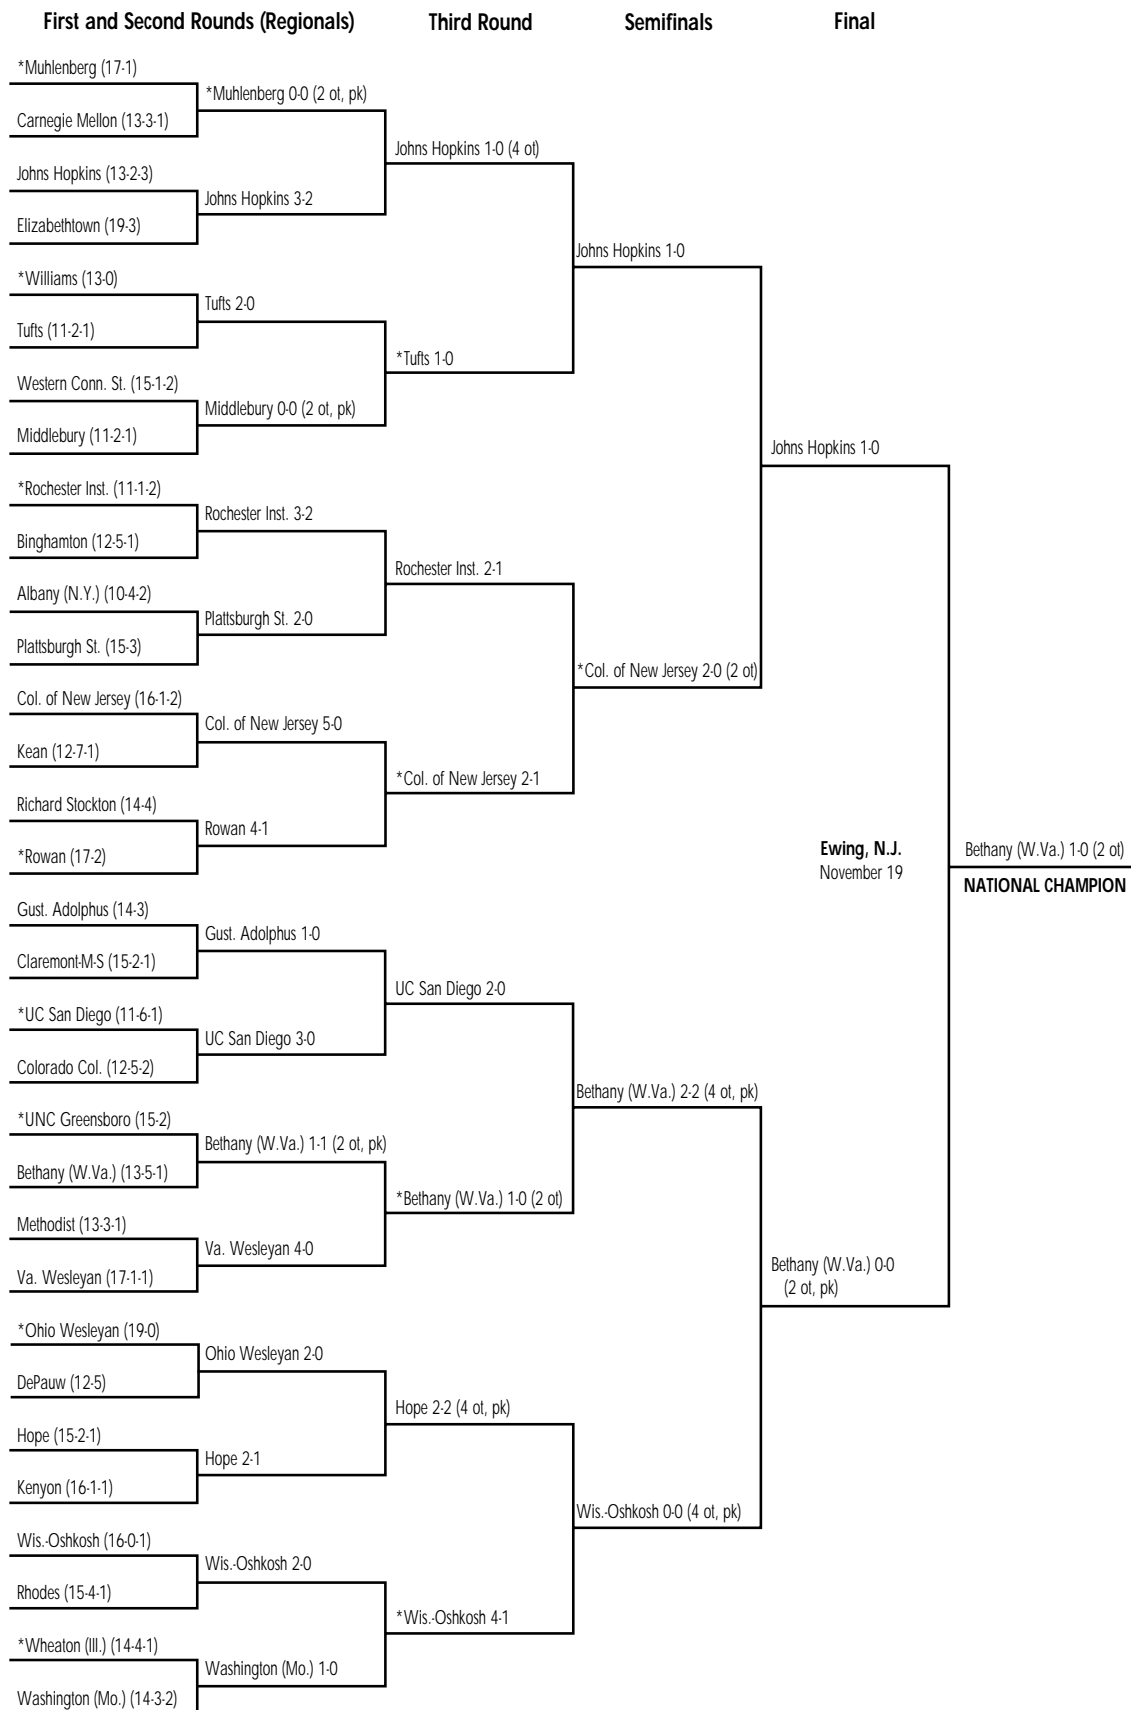 First and Second Rounds (Regionals)
Third Round
Semifinals
Final
*Muhlenberg (17-1)
Carnegie Mellon (13-3-1)
Johns Hopkins (13-2-3)
Elizabethtown (19-3)
*Williams (13-0)
Tufts (11-2-1)
Western Conn. St. (15-1-2)
Middlebury (11-2-1)
*Rochester Inst. (11-1-2)
Binghamton (12-5-1)
Albany (N.Y.) (10-4-2)
Plattsburgh St. (15-3)
Col. of New Jersey (16-1-2)
Kean (12-7-1)
Richard Stockton (14-4)
*Rowan (17-2)
Gust. Adolphus (14-3)
Claremont-M-S (15-2-1)
*UC San Diego (11-6-1)
Colorado Col. (12-5-2)
*UNC Greensboro (15-2)
Bethany (W.Va.) (13-5-1)
Methodist (13-3-1)
Va. Wesleyan (17-1-1)
*Ohio Wesleyan (19-0)
DePauw (12-5)
Hope (15-2-1)
Kenyon (16-1-1)
Wis.-Oshkosh (16-0-1)
Rhodes (15-4-1)
*Wheaton (Ill.) (14-4-1)
Washington (Mo.) (14-3-2)
*Muhlenberg 0-0 (2 ot, pk)
Johns Hopkins 3-2
Tufts 2-0
Middlebury 0-0 (2 ot, pk)
Rochester Inst. 3-2
Plattsburgh St. 2-0
Col. of New Jersey 5-0
Rowan 4-1
Gust. Adolphus 1-0
UC San Diego 3-0
Bethany (W.Va.) 1-1 (2 ot, pk)
Va. Wesleyan 4-0
Ohio Wesleyan 2-0
Hope 2-1
Wis.-Oshkosh 2-0
Washington (Mo.) 1-0
Johns Hopkins 1-0 (4 ot)
*Tufts 1-0
Rochester Inst. 2-1
*Col. of New Jersey 2-1
UC San Diego 2-0
*Bethany (W.Va.) 1-0 (2 ot)
Hope 2-2 (4 ot, pk)
*Wis.-Oshkosh 4-1
Johns Hopkins 1-0
*Col. of New Jersey 2-0 (2 ot)
Bethany (W.Va.) 2-2 (4 ot, pk)
Wis.-Oshkosh 0-0 (4 ot, pk)
Johns Hopkins 1-0
Bethany (W.Va.) 0-0
(2 ot, pk)
Ewing, N.J.
November 19
Bethany (W.Va.) 1-0 (2 ot)
NATIONAL CHAMPION